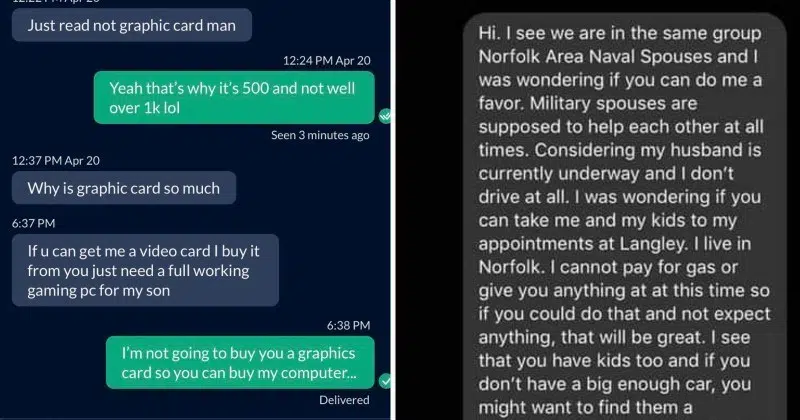 12:22 PM Apr 20
Just read not graphic card man
12:24 PM Apr 20
Yeah that's why it's 500 and not well
over 1k lol
Seen 3 minutes ago
12:37 PM Apr 20
Why is graphic card so much
6:37 PM
If u can get me a video card I buy it
from you just need a full working
gaming pc for my son
6:38 PM
I'm not going to buy you a graphics
card so you can buy my computer...
Delivered
Hi. I see we are in the same group
Norfolk Area Naval Spouses and I
was wondering if you can do me a
favor. Military spouses are
supposed to help each other at all
times. Considering my husband is
currently underway and I don't
drive at all. I was wondering if you
can take me and my kids to my
appointments at Langley. I live in
Norfolk. I cannot pay for gas or
give you anything at at this time so
if you could do that and not expect
anything, that will be great. I see
that you have kids too and if you
don't have a big enough car, you
might want to find them a